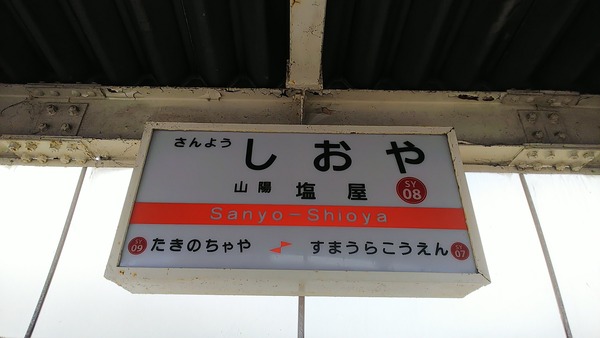 さんよう しおや
山陽 塩屋 SY 08
Sanyo-Shioya
SY 09 たきのちゃや すまうらこうえん SY 07